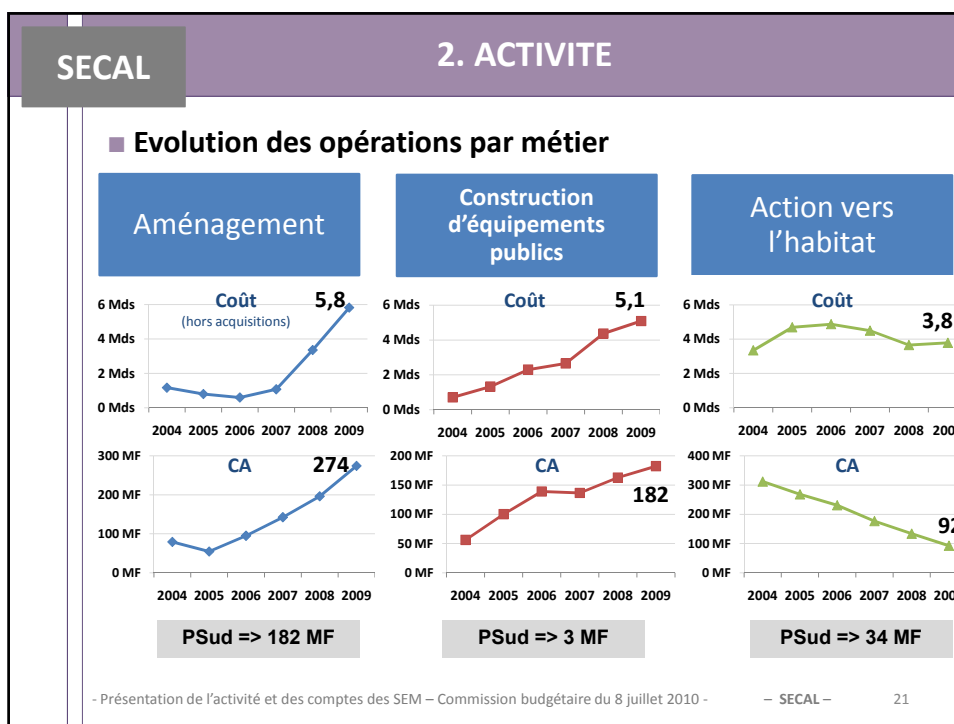 SECAL
2. ACTIVITE
Evolution des opérations par métier
Aménagement
Coût
(hors acquisitions)
5,8
6 Mds
4 Mds
2 Mds
0 Mds
2004 2005 2006 2007 2008 2009
CA
274
300 MF
200 MF
100 MF
0 MF
2004 2005 2006 2007 2008 2009
PSud => 182 MF
Construction
d'équipements
publics
Coût
5,1
6 Mds
4 Mds
2 Mds
0 Mds
2004 2005 2006 2007 2008 2009
CA
182
200 MF
150 MF
100 MF
50 MF
0 MF
2004 2005 2006 2007 2008 2009
PSud => 3 MF
Action vers
l'habitat
Coût
3,8
6 Mds
4 Mds
2 Mds
0 Mds
2004 2005 2006 2007 2008
CA
92
400 MF
300 MF
200 MF
100 MF
0 MF
2004 2005 2006 2007 2008
PSud => 34 MF
- Présentation de l'activité et des comptes des SEM – Commission budgétaire du 8 juillet 2010 - – SECAL – 21